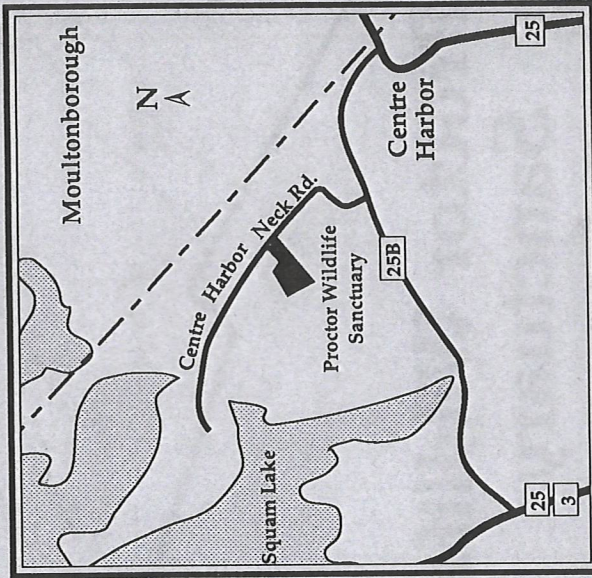 Moultonborough
N
25
Centre Harbor Neck Rd.
Centre
Harbor
Proctor Wildlife
Sanctuary
25B
Squam Lake
25
3